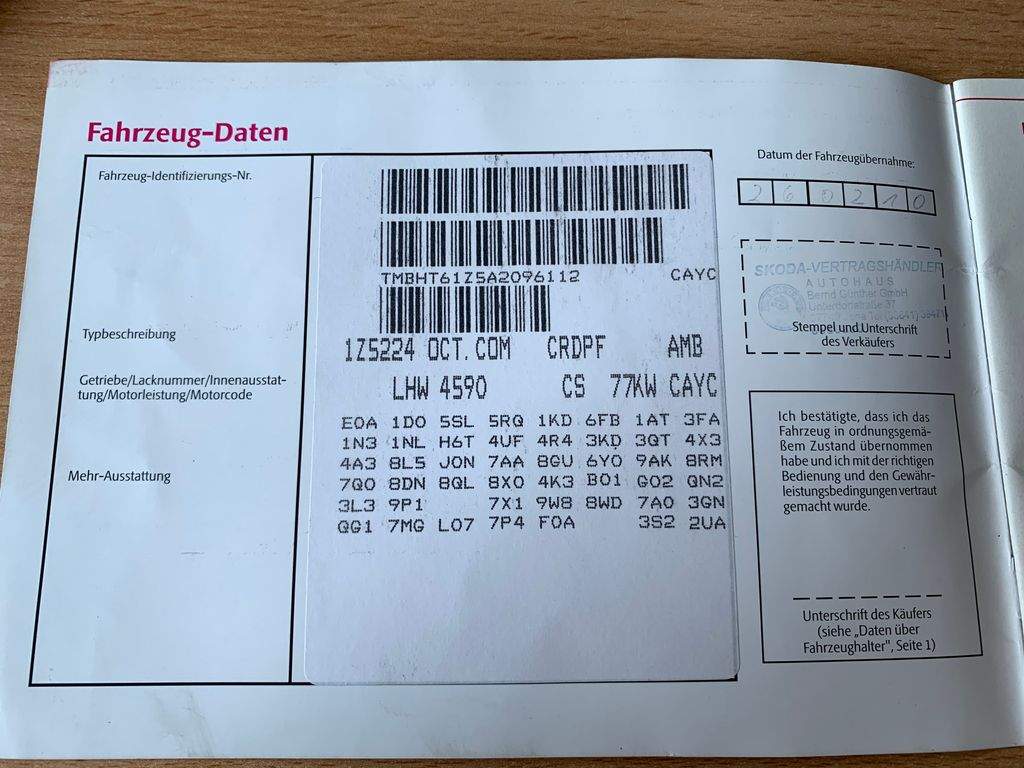 Fahrzeug-Daten
Fahrzeug-Identifizierungs-Nr.
TMBHT61Z5A2096112 CAYC
Typbeschreibung
1Z5224 OCT.COM CRDPF AMB
Getriebe/Lacknummer/Innenausstat-
tung/Motorleistung/Motorcode
LHW 4590 CS 77KW CAYC
Mehr-Ausstattung
E0A 1D0 5SL 5RQ 1KD 6FB 1AT 3FA
1N3 1NL H6T 4UF 4R4 3KD 3QT 4X3
4A3 8L5 J0N 7AA 8GU 6Y0 9AK 8RM
7Q0 8DN 8QL 8X0 4K3 B01 G02 QN2
3L3 9P1 7X1 9W8 8WD 7A0 3GN
QG1 7MG L07 7P4 F0A 3S2 2UA
Datum der Fahrzeugübernahme:
2 6 0 2 1 0
SKODA-VERTRAGSHÄNDLER
AUTOHAUS
Bernd Günther GmbH
Stempel und Unterschrift
des Verkäufers
Ich bestätigte, dass ich das
Fahrzeug in ordnungsgemä-
ßem Zustand übernommen
habe und ich mit der richtigen
Bedienung und den Gewähr-
leistungsbedingungen vertraut
gemacht wurde.
Unterschrift des Käufers
(siehe „Daten über
Fahrzeughalter", Seite 1)